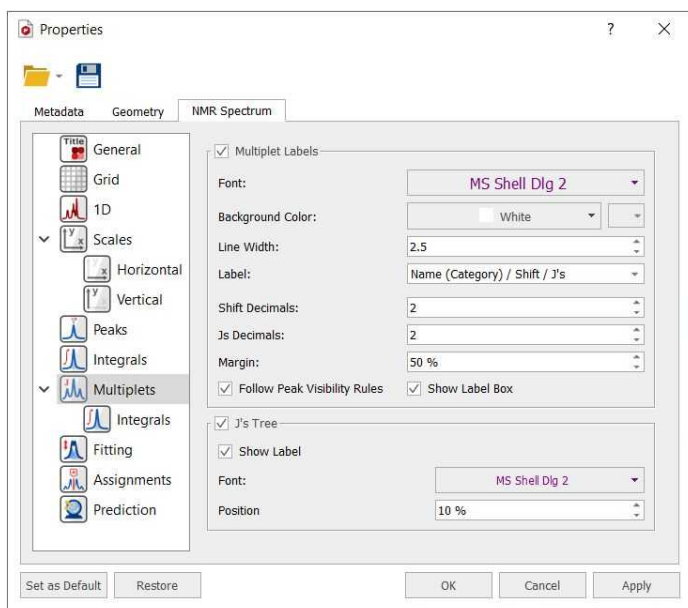 Properties
?
Metadata Geometry NMR Spectrum
Title General
Grid
1D
y x Scales
y x Horizontal
y x Vertical
Peaks
Integrals
Multiplets
Integrals
Fitting
Assignments
Prediction
Multiplet Labels
Font: MS Shell Dlg 2
Background Color: White
Line Width: 2.5
Label: Name (Category) / Shift / J's
Shift Decimals: 2
Js Decimals: 2
Margin: 50 %
Follow Peak Visibility Rules Show Label Box
J's Tree
Show Label
Font: MS Shell Dlg 2
Position 10 %
Set as Default Restore OK Cancel Apply